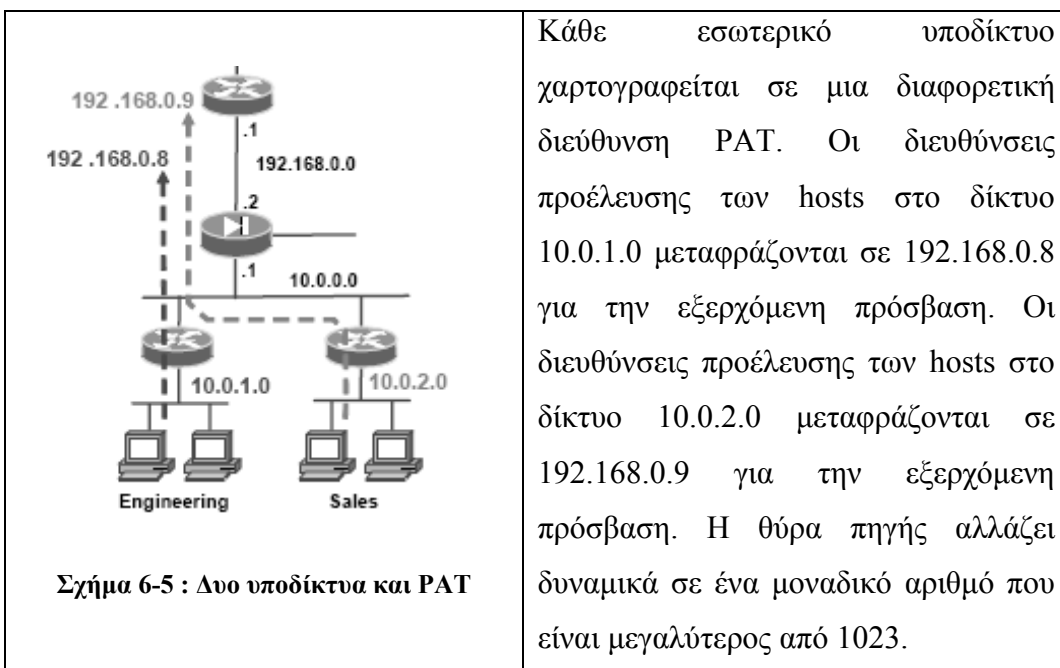 192 .168.0.9
.1
192 .168.0.8
192.168.0.0
.2
.1
10.0.0.0
10.0.1.0
10.0.2.0
Engineering
Sales
Σχήμα 6-5 : Δυο υποδίκτυα και PAT
Κάθε εσωτερικό υποδίκτυο
χαρτογραφείται σε μια διαφορετική
διεύθυνση PAT. Οι διευθύνσεις
προέλευσης των hosts στο δίκτυο
10.0.1.0 μεταφράζονται σε 192.168.0.8
για την εξερχόμενη πρόσβαση. Οι
διευθύνσεις προέλευσης των hosts στο
δίκτυο 10.0.2.0 μεταφράζονται σε
192.168.0.9 για την εξερχόμενη
πρόσβαση. Η θύρα πηγής αλλάζει
δυναμικά σε ένα μοναδικό αριθμό που
είναι μεγαλύτερος από 1023.